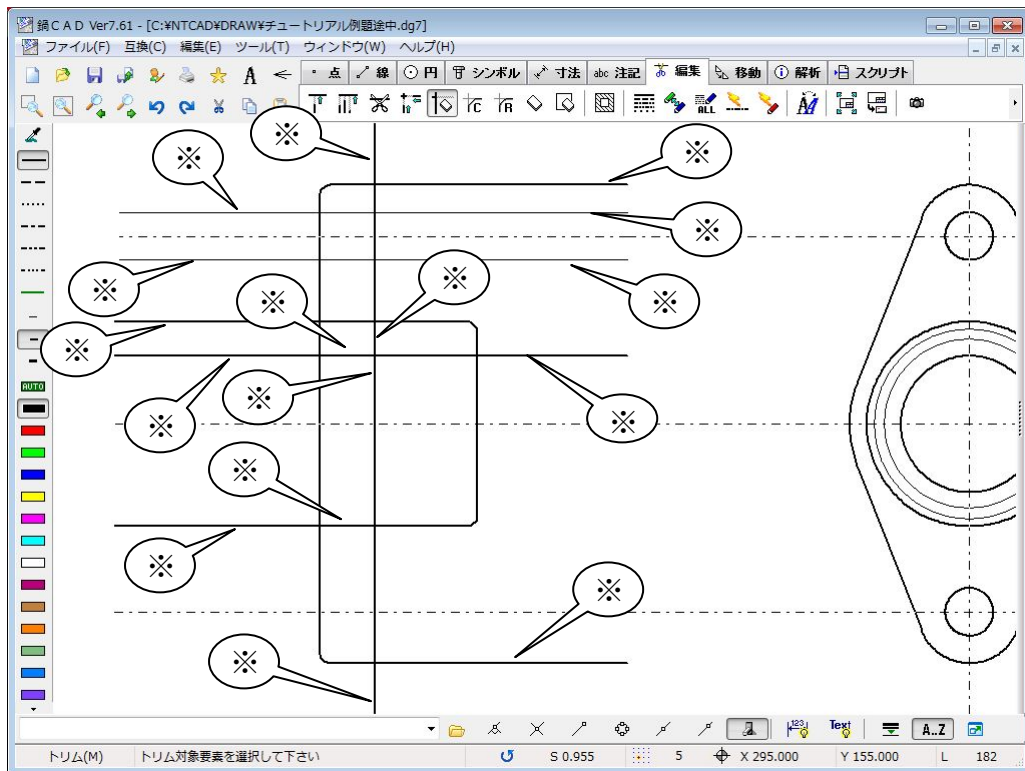 鍋CAD Ver7.61 - [C:¥NTCAD¥DRAW¥チュートリアル例題途中.dg7]
ファイル(F) 互換(C) 編集(E) ツール(T) ウィンドウ(W) ヘルプ(H)
点 線 円 シンボル 寸法 abc 注記 編集 移動 解析 スクリプト
A
C R ALL A
※
※ ※
※
※ ※
※ ※
※
AUTO
※
※ ※
※
※
※
※
123 Text A..Z
トリム(M) トリム対象要素を選択して下さい S 0.955 5 X 295.000 Y 155.000 L 182